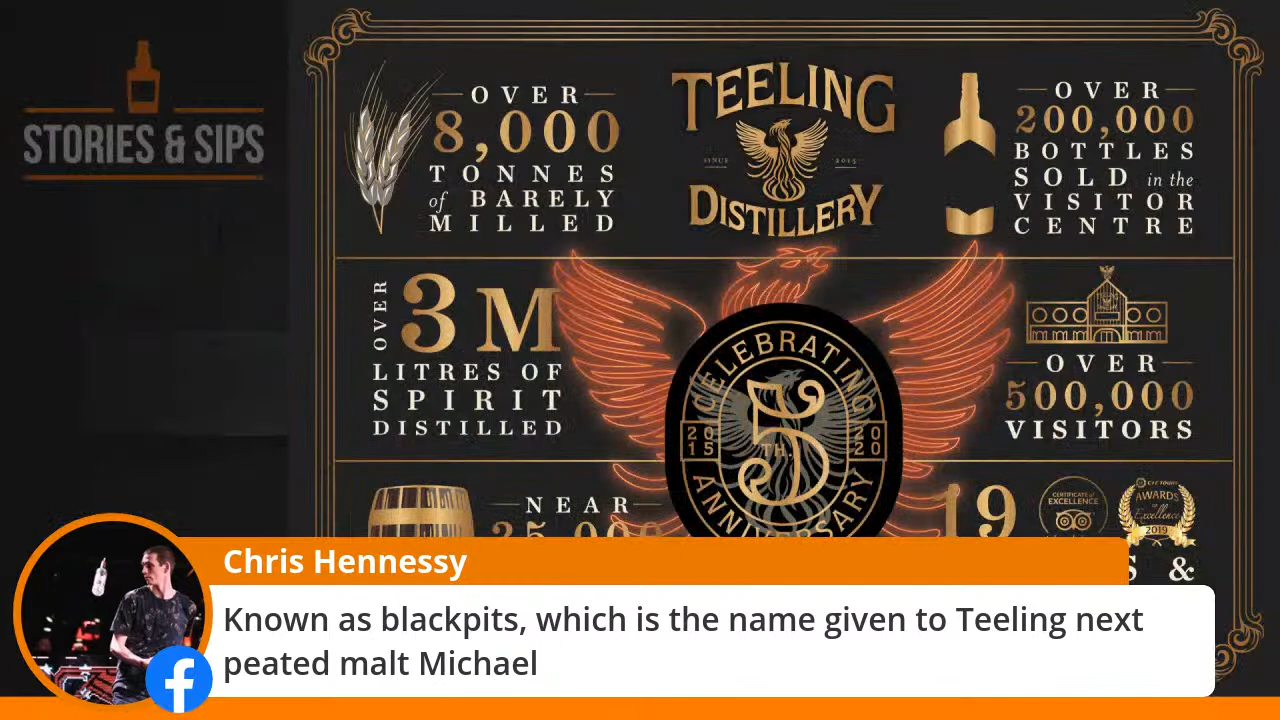 STORIES & SIPS
OVER
8,000
TONNES
of BARELY
MILLED
TEELING
SINCE 2015
DISTILLERY
OVER
200,000
BOTTLES
SOLD in the
VISITOR
CENTRE
OVER
3M
LITRES OF
SPIRIT
DISTILLED
CELEBRATING
2015
5
TH.
2020
ANNIVERSARY
OVER
500,000
VISITORS
NEAR
19
CERTIFICATE of
EXCELLENCE
AWARDS
of
Excellence
2019
S &
Chris Hennessy
Known as blackpits, which is the name given to Teeling next
peated malt Michael